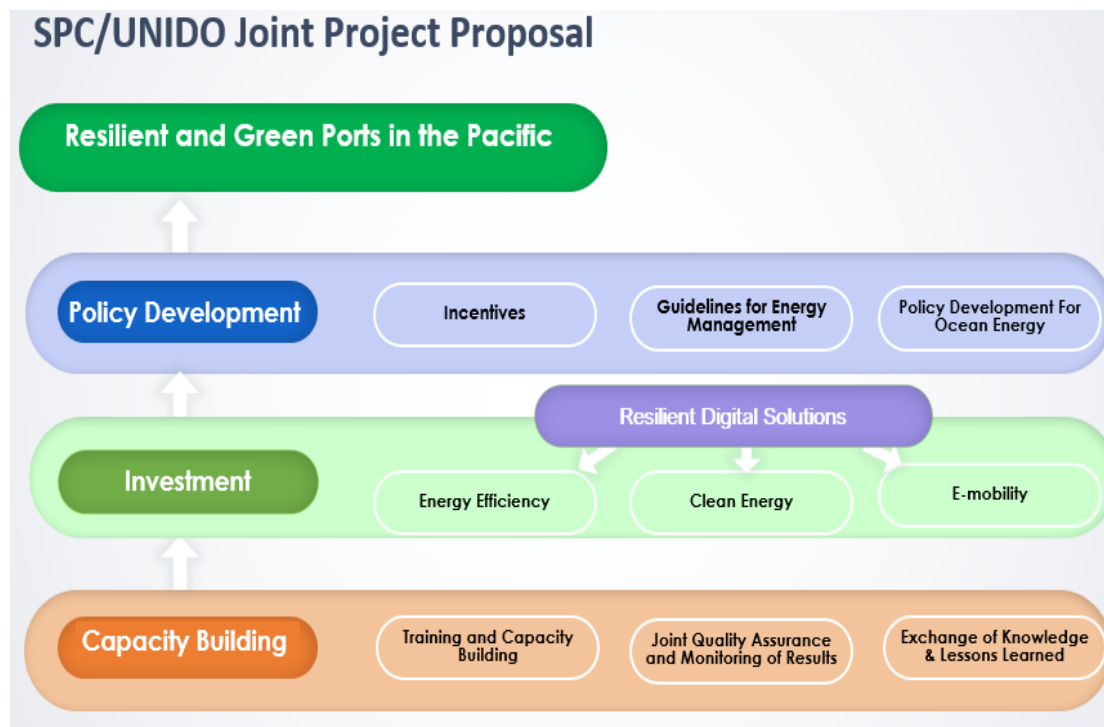 SPC/UNIDO Joint Project Proposal
Resilient and Green Ports in the Pacific
Policy Development
Incentives
Guidelines for Energy
Management
Policy Development For
Ocean Energy
Resilient Digital Solutions
Investment
Energy Efficiency
Clean Energy
E-mobility
Capacity Building
Training and Capacity
Building
Joint Quality Assurance
and Monitoring of Results
Exchange of Knowledge
& Lessons Learned